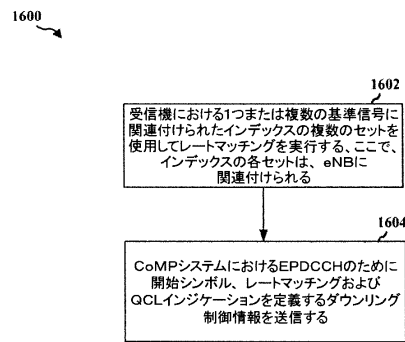 1600
1602
受信機における1つまたは複数の基準信号に
関連付けられたインデックスの複数のセットを
使用してレートマッチングを実行する、ここで、
インデックスの各セットは、eNBに
関連付けられる
1604
CoMPシステムにおけるEPDCCHのために
開始シンボル、レートマッチングおよび
QCLインジケーションを定義するダウンリンク
制御情報を送信する